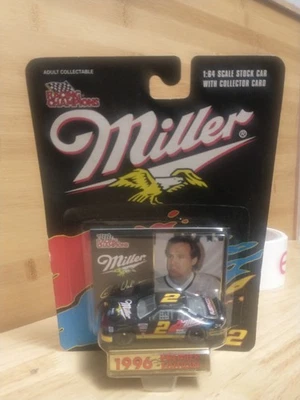 ADULT COLLECTABLE
RACING CHAMPIONS
1:64 SCALE STOCK CAR
WITH COLLECTOR CARD
Miller®
RACING CHAMPIONS
Miller
2
2
1996